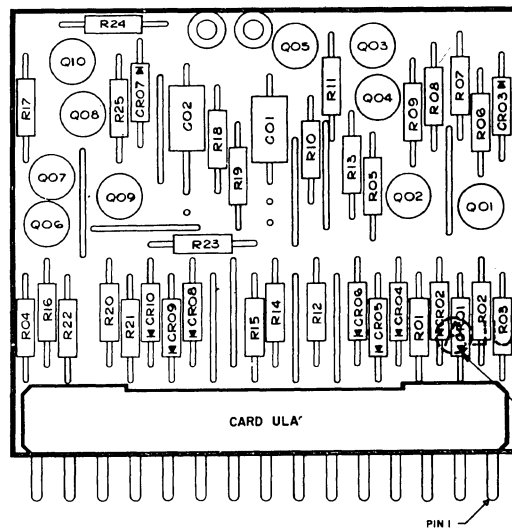 R24
Q10
Q05
Q03
R17
R25
CR07
Q08
C02
R18
R19
C01
R10
R11
R13
R05
Q04
R09
R08
R07
R06
CR03
Q07
Q06
Q09
Q02
Q01
R23
R04
R16
R22
R20
R21
CR10
CR09
CR08
R15
R14
R12
CR06
CR05
CR04
R01
CR02
CR01
R02
R03
CARD ULA'
PIN 1